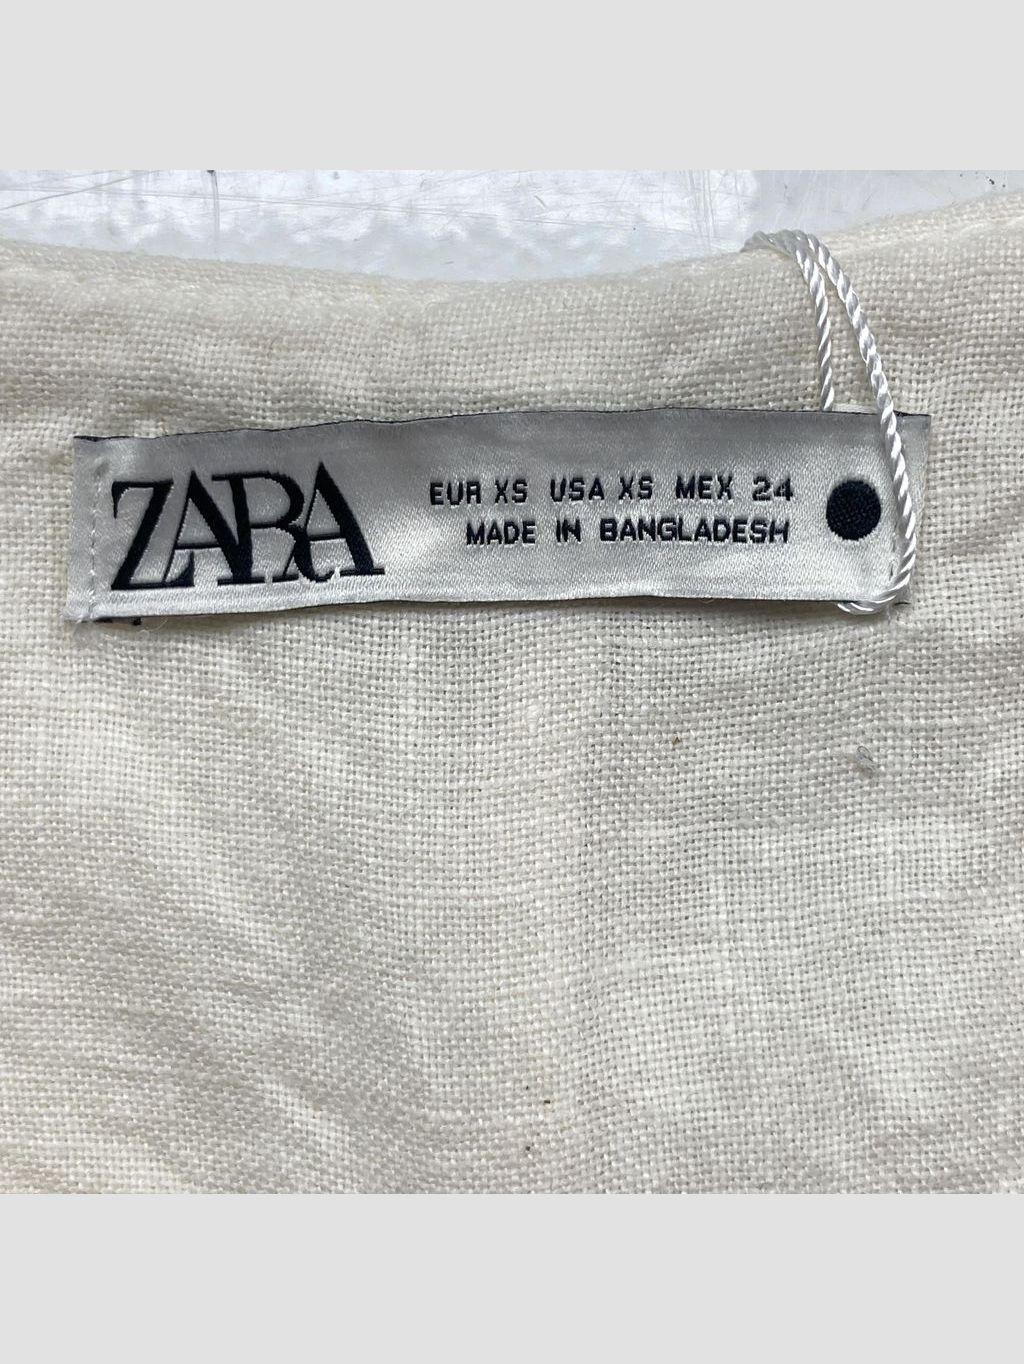 ZARA
EUR XS USA XS MEX 24
MADE IN BANGLADESH